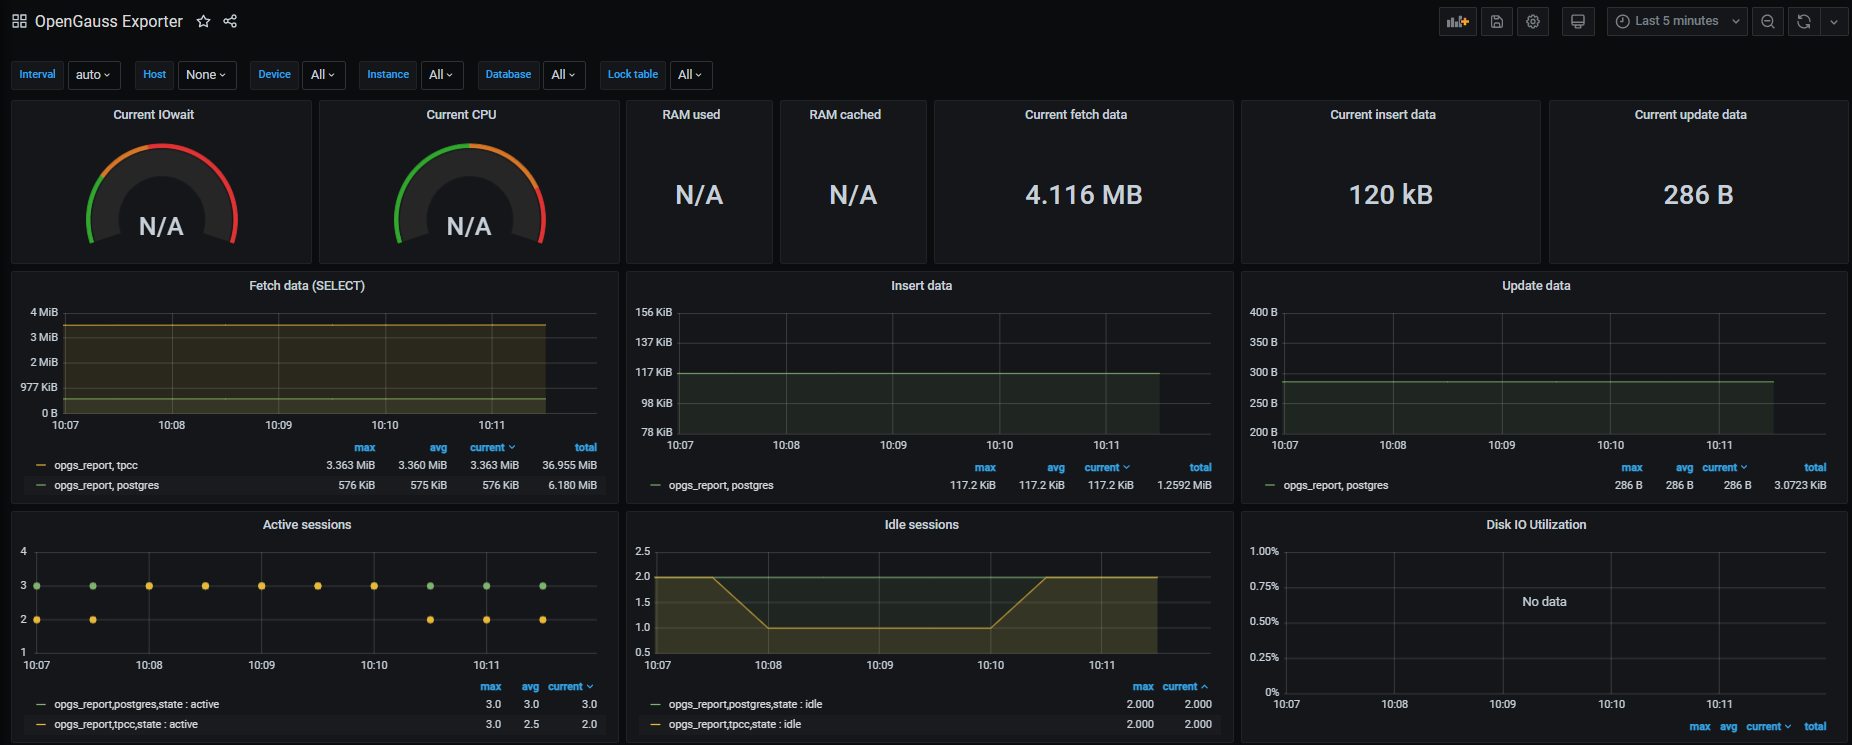 OpenGauss Exporter
Last 5 minutes
Interval auto Host None Device All Instance All Database All Lock table All
Current IOwait
N/A
Current CPU
N/A
RAM used
N/A
RAM cached
N/A
Current fetch data
4.116 MB
Current insert data
120 kB
Current update data
286 B
Fetch data (SELECT)
4 MiB
3 MiB
2 MiB
977 KiB
0 B
10:07 10:08 10:09 10:10 10:11
max avg current total
opgs_report, tpcc 3.363 MiB 3.360 MiB 3.363 MiB 36.955 MiB
opgs_report, postgres 576 KiB 575 KiB 576 KiB 6.180 MiB
Insert data
156 KiB
137 KiB
117 KiB
98 KiB
78 KiB
10:07 10:08 10:09 10:10 10:11
max avg current total
opgs_report, postgres 117.2 KiB 117.2 KiB 117.2 KiB 1.2592 MiB
Update data
400 B
350 B
300 B
250 B
200 B
10:07 10:08 10:09 10:10 10:11
max avg current total
opgs_report, postgres 286 B 286 B 286 B 3.0723 KiB
Active sessions
4
3
2
1
10:07 10:08 10:09 10:10 10:11
max avg current
opgs_report,postgres,state : active 3.0 3.0 3.0
opgs_report,tpcc,state : active 3.0 2.5 2.0
Idle sessions
2.5
2.0
1.5
1.0
0.5
10:07 10:08 10:09 10:10 10:11
max current
opgs_report,postgres,state : idle 2.000 2.000
opgs_report,tpcc,state : idle 2.000 2.000
Disk IO Utilization
1.00%
0.75%
No data
0.50%
0.25%
0%
10:07 10:08 10:09 10:10 10:11
max avg current total